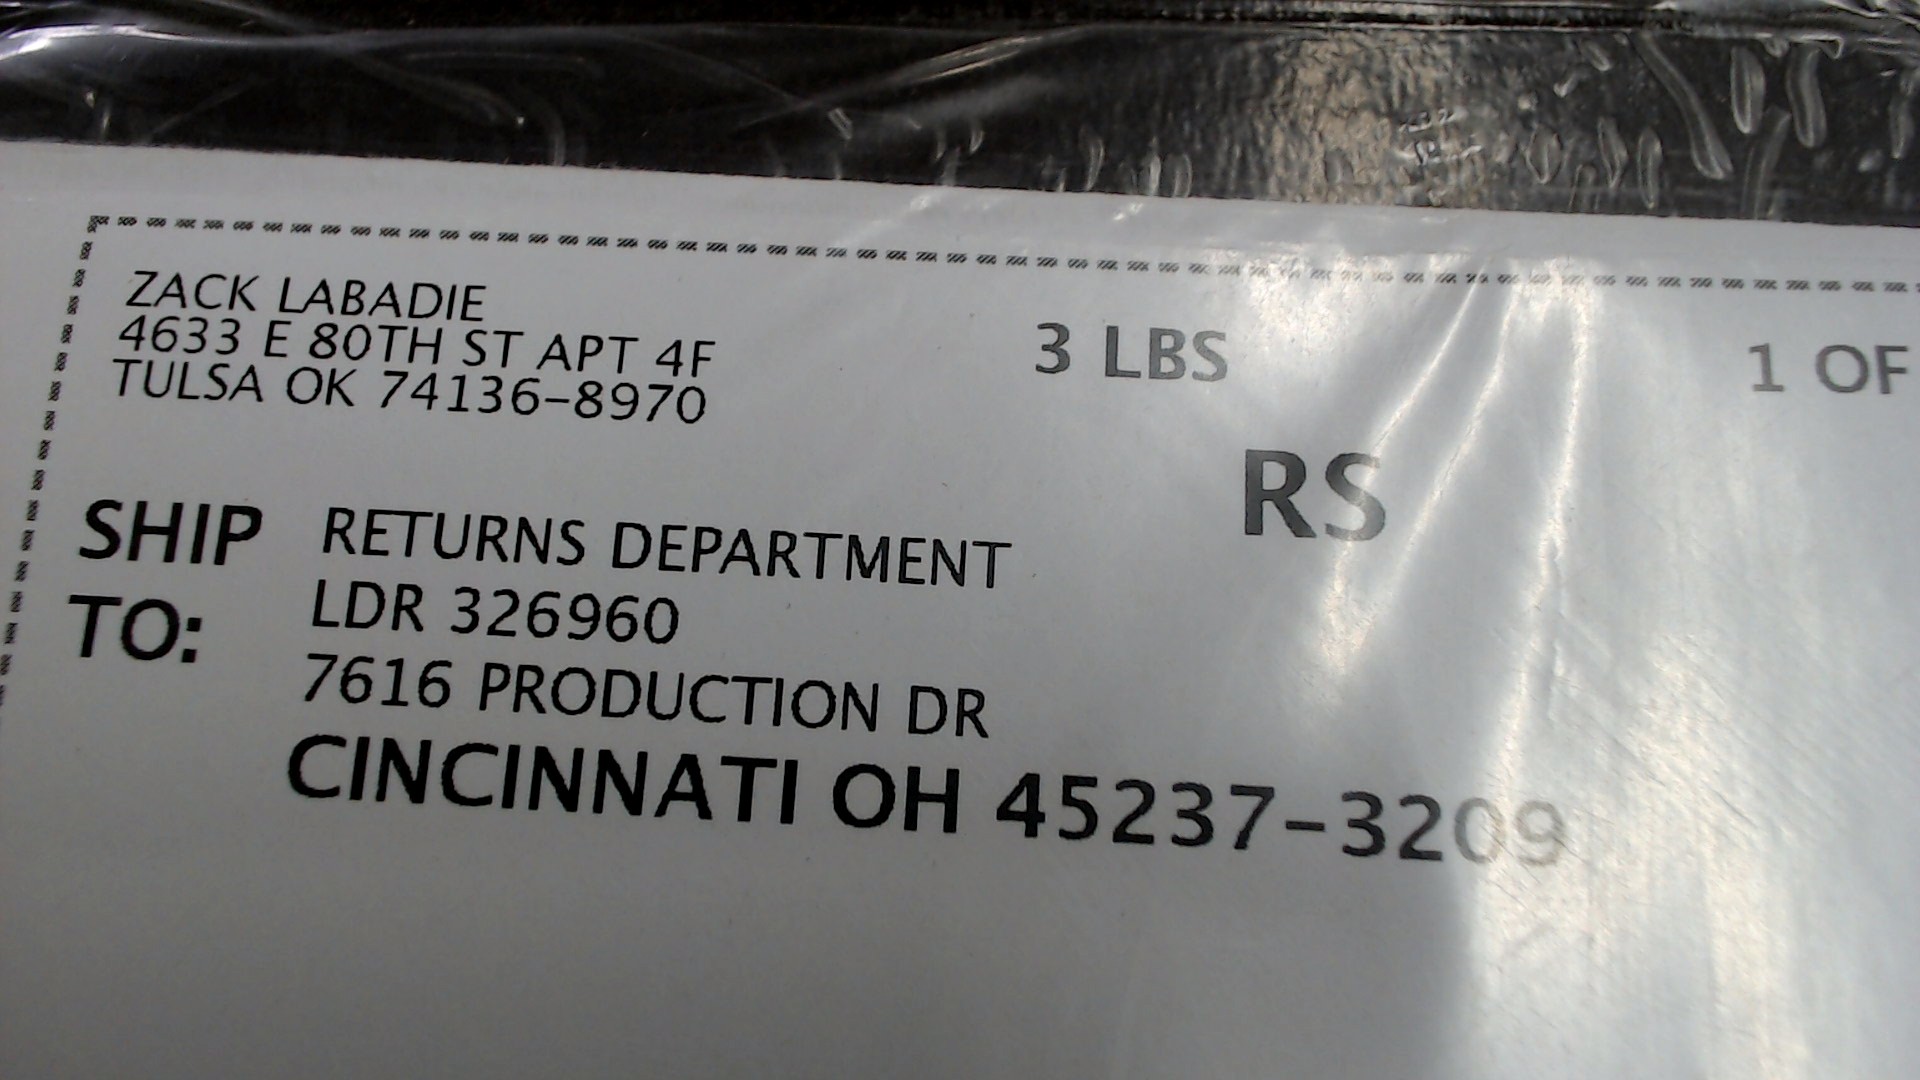 ZACK LABADIE
4633 E 80TH ST APT 4F
TULSA OK 74136-8970
3 LBS
1 OF
RS
SHIP TO:
RETURNS DEPARTMENT
LDR 326960
7616 PRODUCTION DR
CINCINNATI OH 45237-3209